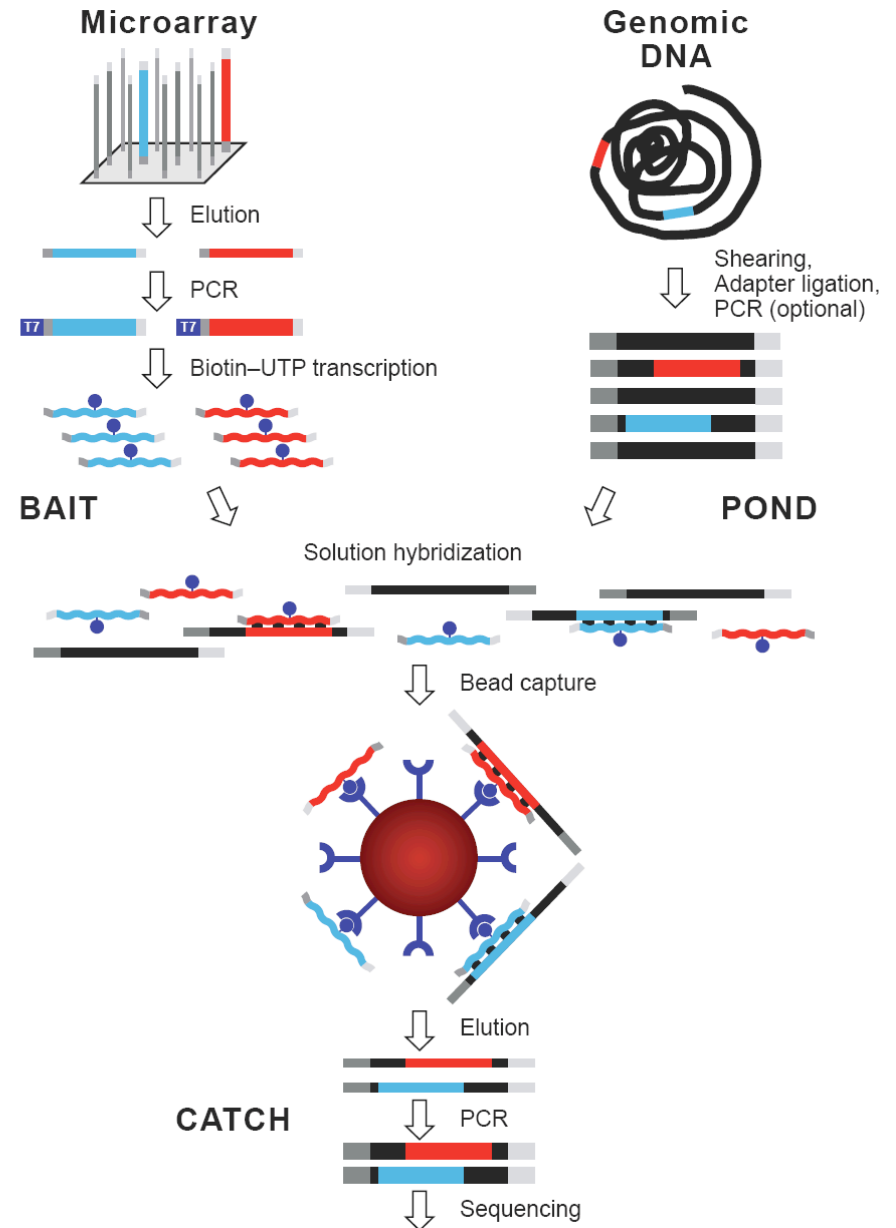 Microarray
Genomic
DNA
Elution
Shearing,
Adapter ligation,
PCR (optional)
PCR
T7
T7
Biotin–UTP transcription
BAIT
POND
Solution hybridization
Bead capture
Elution
CATCH
PCR
Sequencing